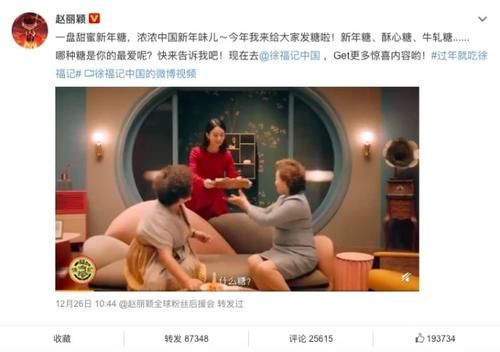 赵丽颖
一盘甜蜜新年糖，浓浓中国新年味儿～今年我来给大家发糖啦！新年糖、酥心糖、牛轧糖......
哪种糖是你的最爱呢？快来告诉我吧！现在去@徐福记中国 ，Get更多惊喜内容哟！#过年就吃徐
福记# 徐福记中国的微博视频
什么糖？
12月26日 10:44 @赵丽颖全球粉丝后援会 转发过
收藏
转发 87348
评论 25615
193734